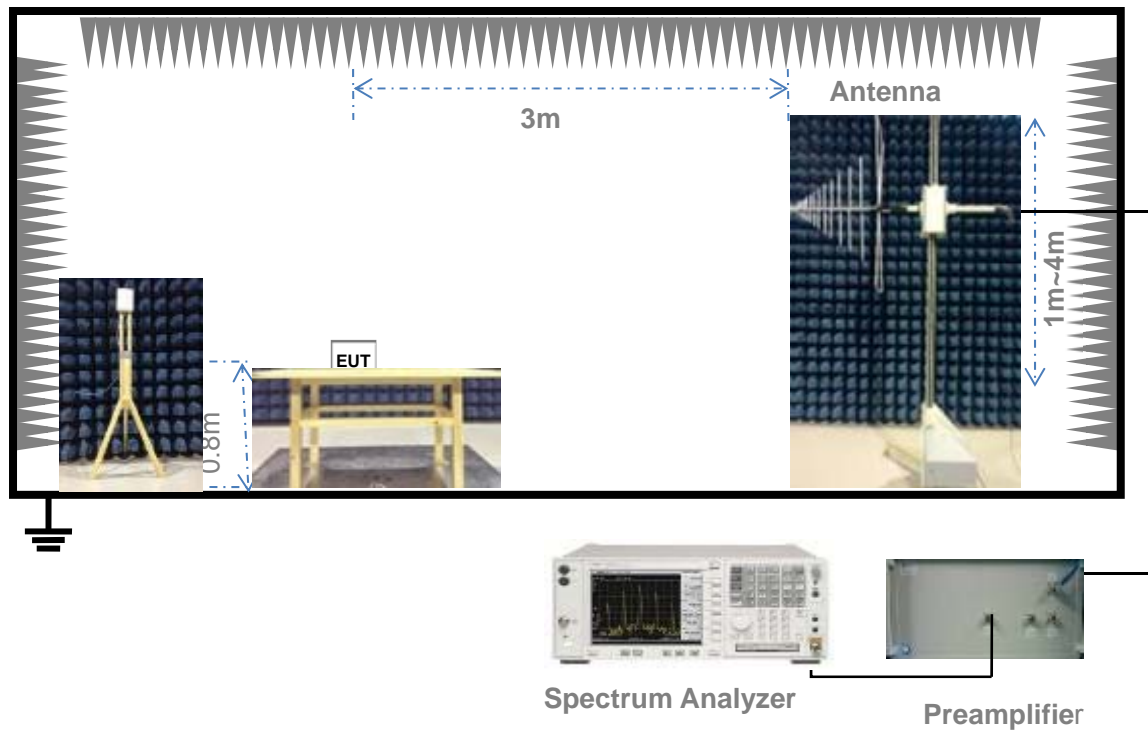 Antenna
3m
1m~4m
EUT
0.8m
Spectrum Analyzer
Preamplifier